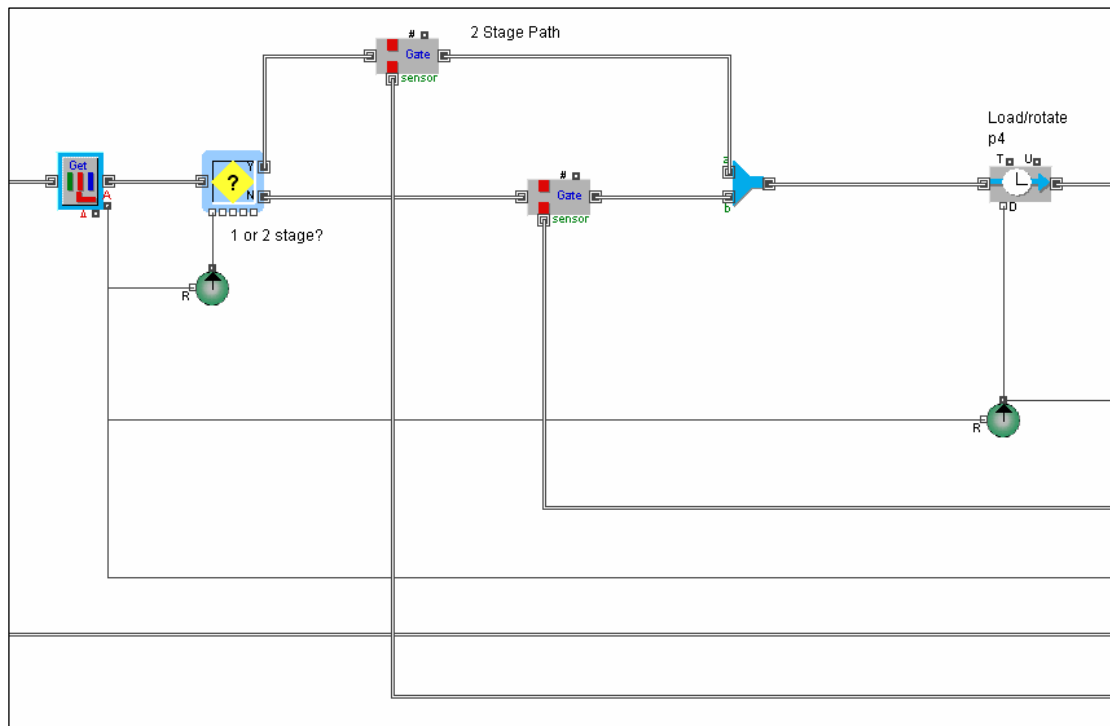 # 2 Stage Path
Gate
sensor
Load/rotate
p4
T U
Get
A
Y
?
N
#
Gate
sensor
a
b
D
1 or 2 stage?
R
R